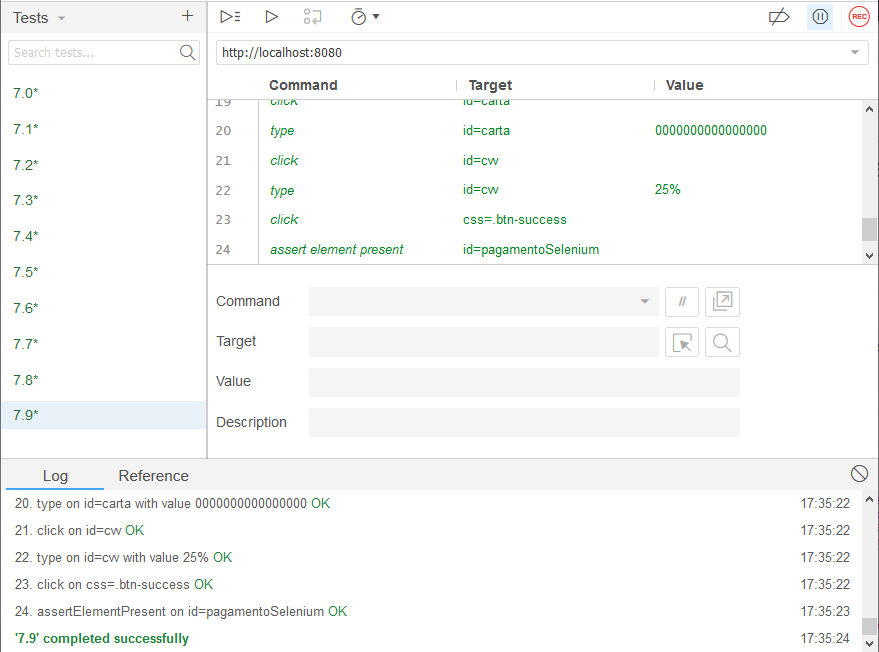 Tests
REC
Search tests...
http://localhost:8080
Command Target Value
7.0*
19 click id=carta
7.1*
20 type id=carta 0000000000000000
7.2*
21 click id=cvv
22 type id=cvv 25%
7.3*
23 click css=.btn-success
7.4*
24 assert element present id=pagamentoSelenium
7.5*
Command //
7.6*
Target
7.7*
Value
7.8*
Description
7.9*
Log Reference
20. type on id=carta with value 0000000000000000 OK 17:35:22
21. click on id=cvv OK 17:35:22
22. type on id=cvv with value 25% OK 17:35:22
23. click on css=.btn-success OK 17:35:22
24. assertElementPresent on id=pagamentoSelenium OK 17:35:23
'7.9' completed successfully 17:35:24